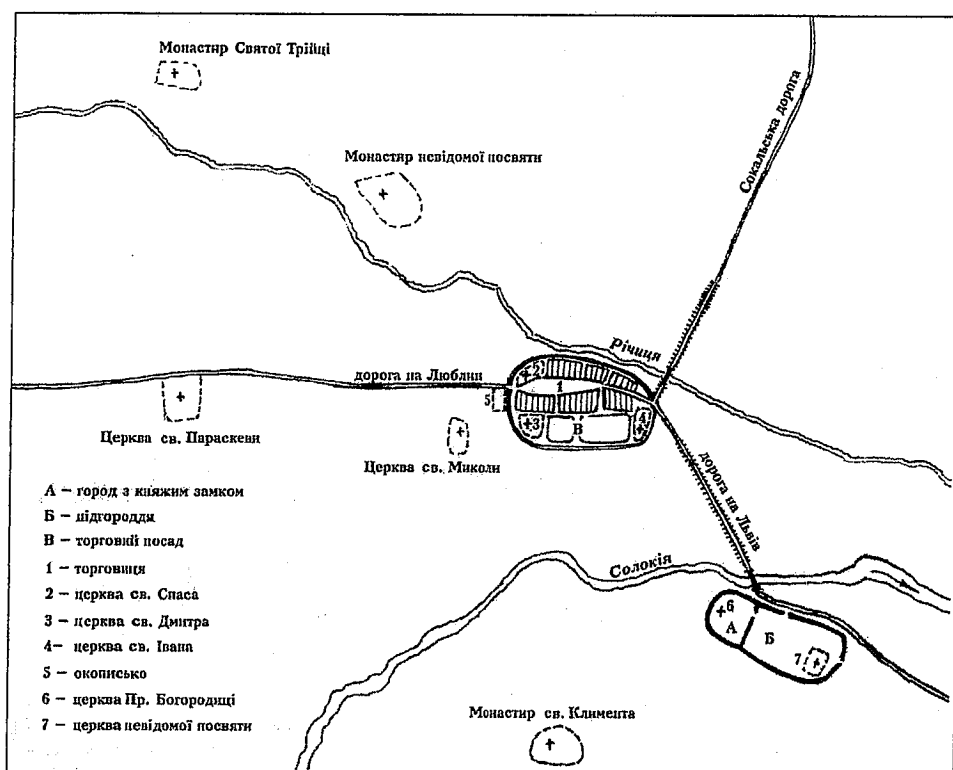 Монастир Святої Трійці
Монастир невідомої посвяти
Сокальська дорога
Річиця
дорога на Люблин
2
1
5
3
В
4
Церква св. Параскеви
Церква св. Миколи
дорога на Львів
А – город з княжим замком
Б – підгороддя
В – торговий посад
1 – торговиця
2 – церква св. Спаса
3 – церква св. Дмитра
4– церква св. Івана
5 – окописько
6 – церква Пр. Богородиці
7 – церква невідомої посвяти
Солокія
6
А
Б
7
Монастир св. Климента